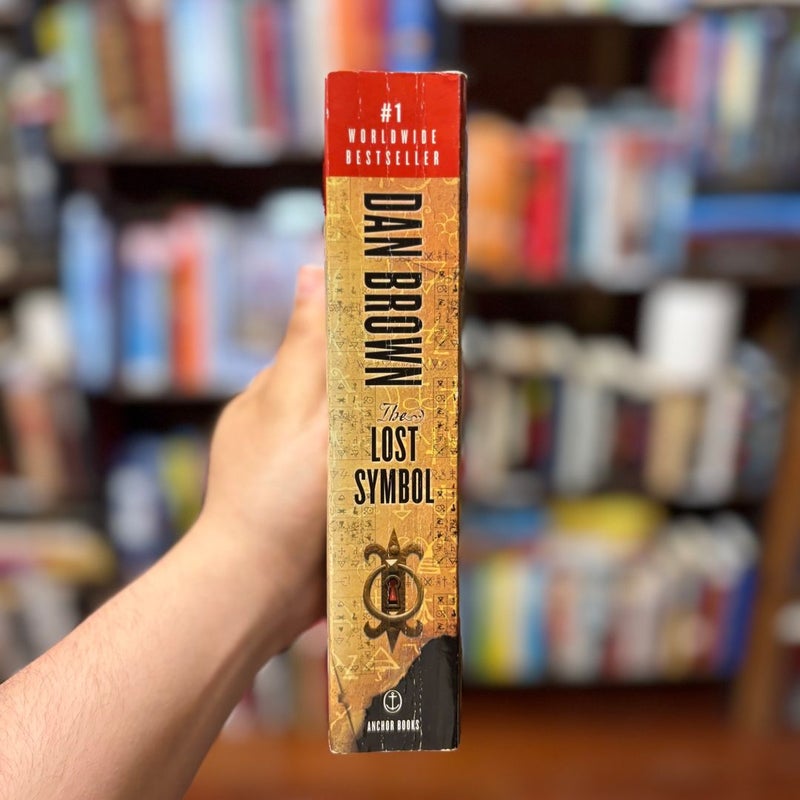 #1
WORLDWIDE
BESTSELLER
DAN BROWN
The
LOST
SYMBOL
ANCHOR BOOKS